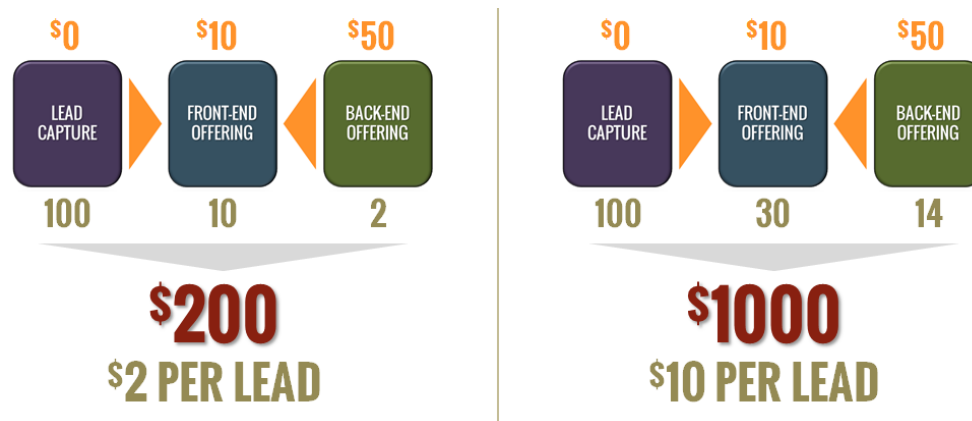 $0 $10 $50
LEAD CAPTURE
FRONT-END OFFERING
BACK-END OFFERING
100 10 2
$200
$2 PER LEAD
$0 $10 $50
LEAD CAPTURE
FRONT-END OFFERING
BACK-END OFFERING
100 30 14
$1000
$10 PER LEAD